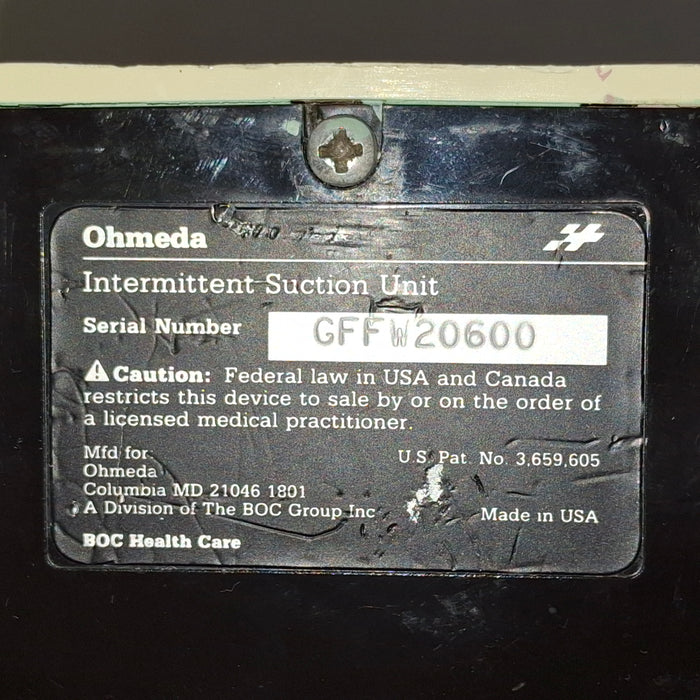 Ohmeda
Intermittent Suction Unit
Serial Number GFFW20600
⚠ Caution: Federal law in USA and Canada
restricts this device to sale by or on the order of
a licensed medical practitioner.
Mfd for
Ohmeda
Columbia MD 21046 1801
A Division of The BOC Group Inc
BOC Health Care
U.S. Pat. No. 3,659,605
Made in USA